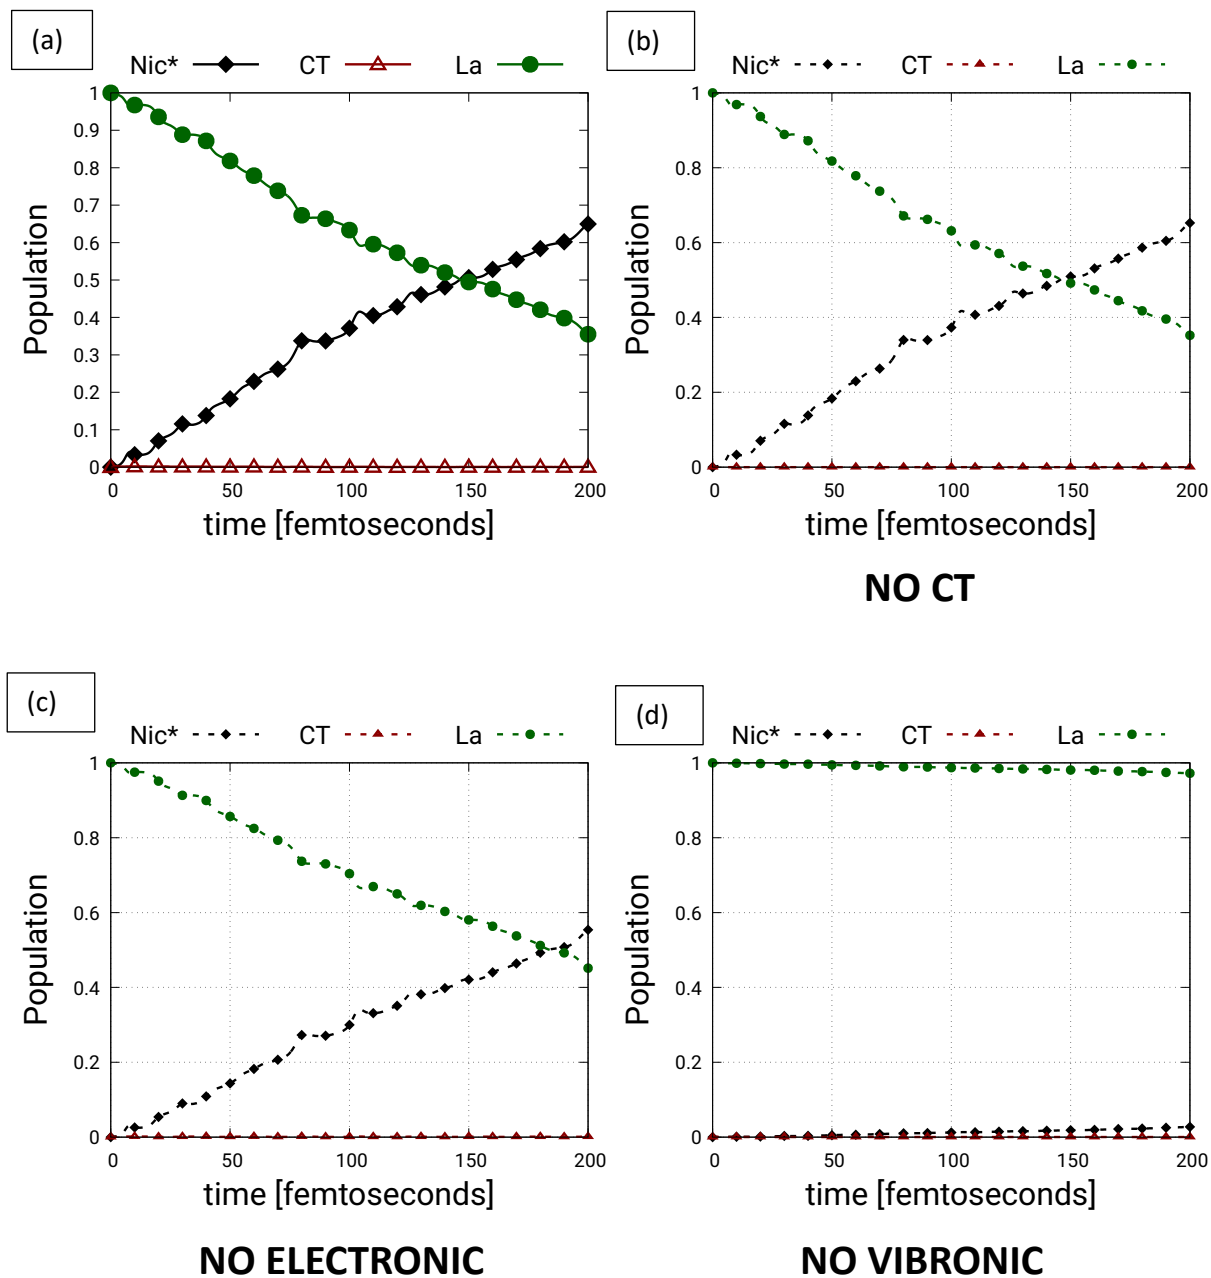 (a)
Nic* CT La
1
0.9
0.8
0.7
0.6
0.5
0.4
0.3
0.2
0.1
0
Population
0 50 100 150 200
time [femtoseconds]
(b)
Nic* CT La
1
0.8
0.6
0.4
0.2
0
Population
0 50 100 150 200
time [femtoseconds]
NO CT
(c)
Nic* CT La
1
0.8
0.6
0.4
0.2
0
Population
0 50 100 150 200
time [femtoseconds]
NO ELECTRONIC
(d)
Nic* CT La
1
0.8
0.6
0.4
0.2
0
Population
0 50 100 150 200
time [femtoseconds]
NO VIBRONIC